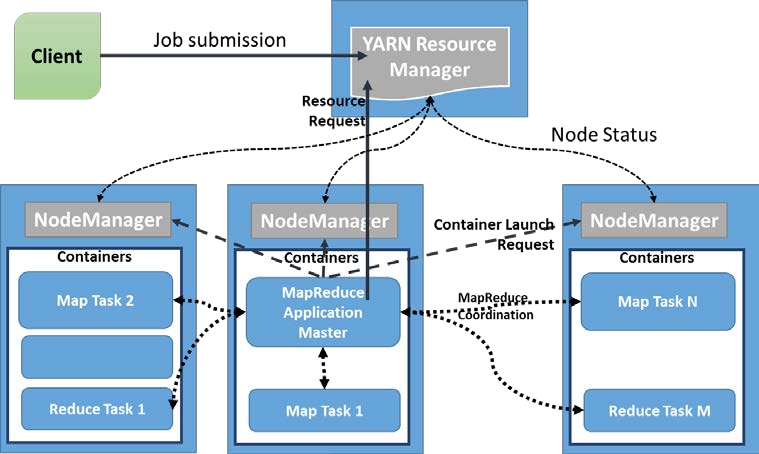 Client
Job submission
YARN Resource
Manager
Resource
Request
Node Status
NodeManager
NodeManager
Container Launch
Request
NodeManager
Containers
Containers
Containers
Map Task 2
MapReduce
Application
Master
MapReduce
Coordination
Map Task N
Reduce Task 1
Map Task 1
Reduce Task M